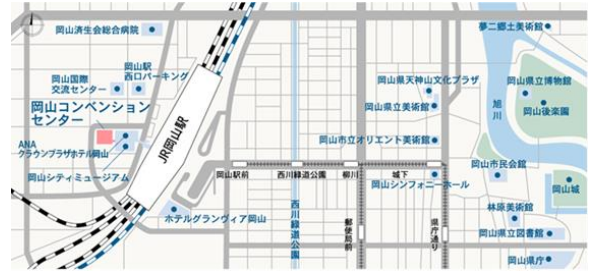 岡山済生会総合病院
夢二郷土美術館
岡山駅
西口パーキング
岡山国際
交流センター
岡山県天神山文化プラザ
岡山県立博物館
岡山コンベンション
センター
岡山県立美術館
旭川
岡山後楽園
JR岡山駅
ANA
クラウンプラザホテル岡山
岡山市立オリエント美術館
岡山シティミュージアム
岡山駅前
西川緑道公園
柳川
城下
岡山市民会館
岡山シンフォニーホール
岡山城
ホテルグランヴィア岡山
西川緑道公園
郵便局前
県庁通り
林原美術館
岡山県立図書館
岡山県庁